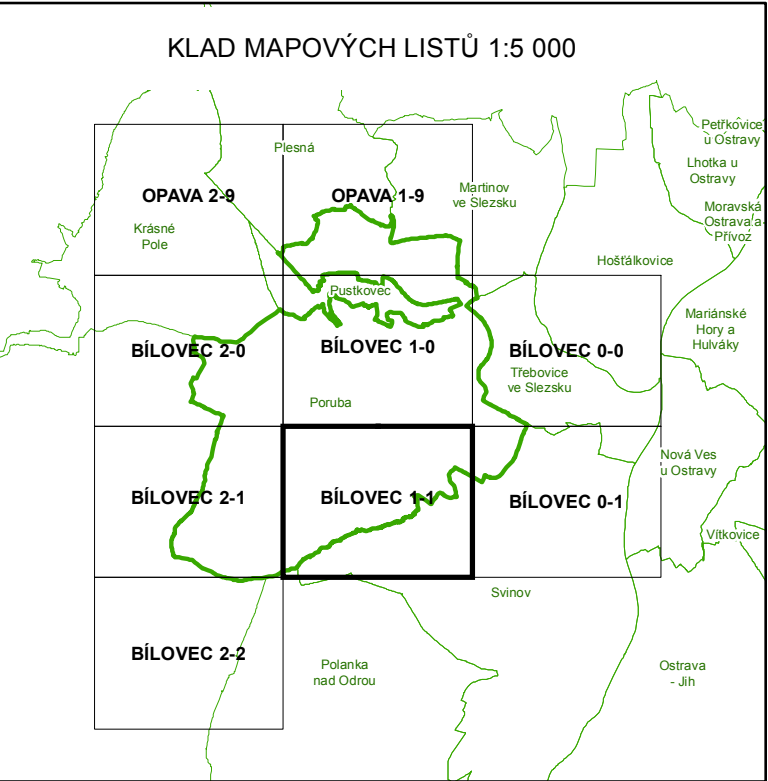 KLAD MAPOVÝCH LISTŮ 1:5 000
Petřkovice
u Ostravy
Plesná
Lhotka u
Ostravy
OPAVA 2-9
OPAVA 1-9
Martinov
ve Slezsku
Moravská
Ostrava a
Přívoz
Krásné
Pole
Hošťálkovice
Pustkovec
Mariánské
Hory a
Hulváky
BÍLOVEC 2-0
BÍLOVEC 1-0
BÍLOVEC 0-0
Třebovice
ve Slezsku
Poruba
Nová Ves
u Ostravy
BÍLOVEC 2-1
BÍLOVEC 1-1
BÍLOVEC 0-1
Vítkovice
Svinov
BÍLOVEC 2-2
Polanka
nad Odrou
Ostrava
- Jih